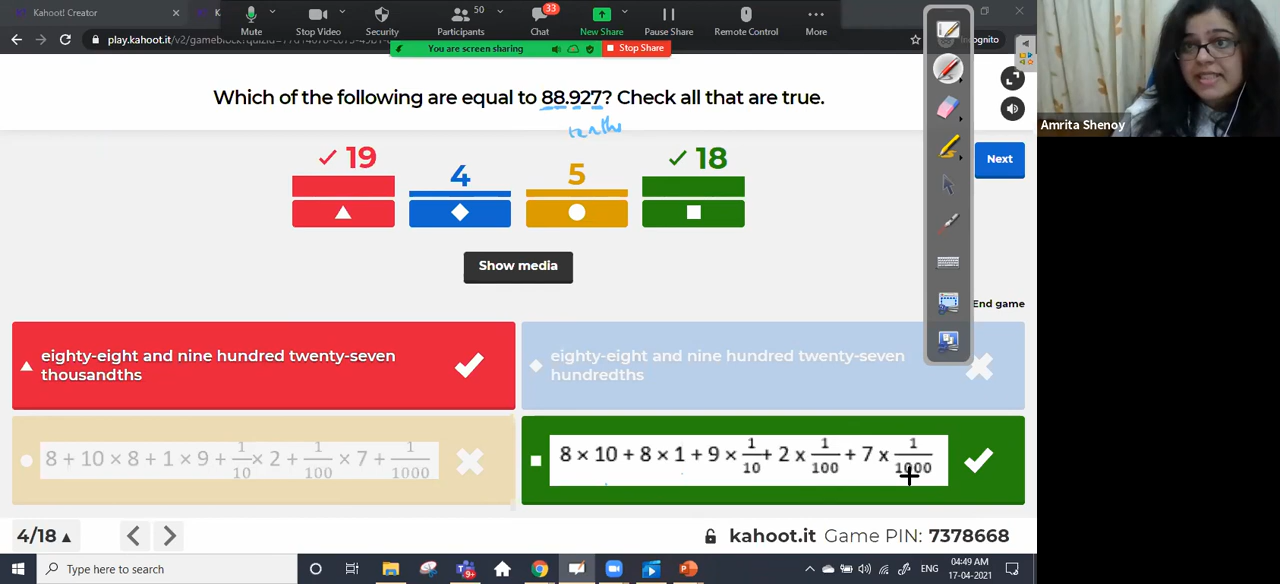 Kahoot! Creator
K
Mute
Stop Video
Security
50
Participants
33
Chat
New Share
Pause Share
Remote Control
More
play.kahoot.it/v2/gameblock
You are screen sharing
Stop Share
Incognito
Which of the following are equal to 88.927? Check all that are true.
tenths
19
4
5
18
Next
Amrita Shenoy
Show media
End game
eighty-eight and nine hundred twenty-seven
thousandths
eighty-eight and nine hundred twenty-seven
hundredths
8 + 10 × 8 + 1 × 9 + 1/10 × 2 + 1/100 × 7 + 1/1000
8 × 10 + 8 × 1 + 9 × 1/10 + 2 x 1/100 + 7 x 1/1000
4/18
kahoot.it Game PIN: 7378668
Type here to search
9+
ENG
04:49 AM
17-04-2021